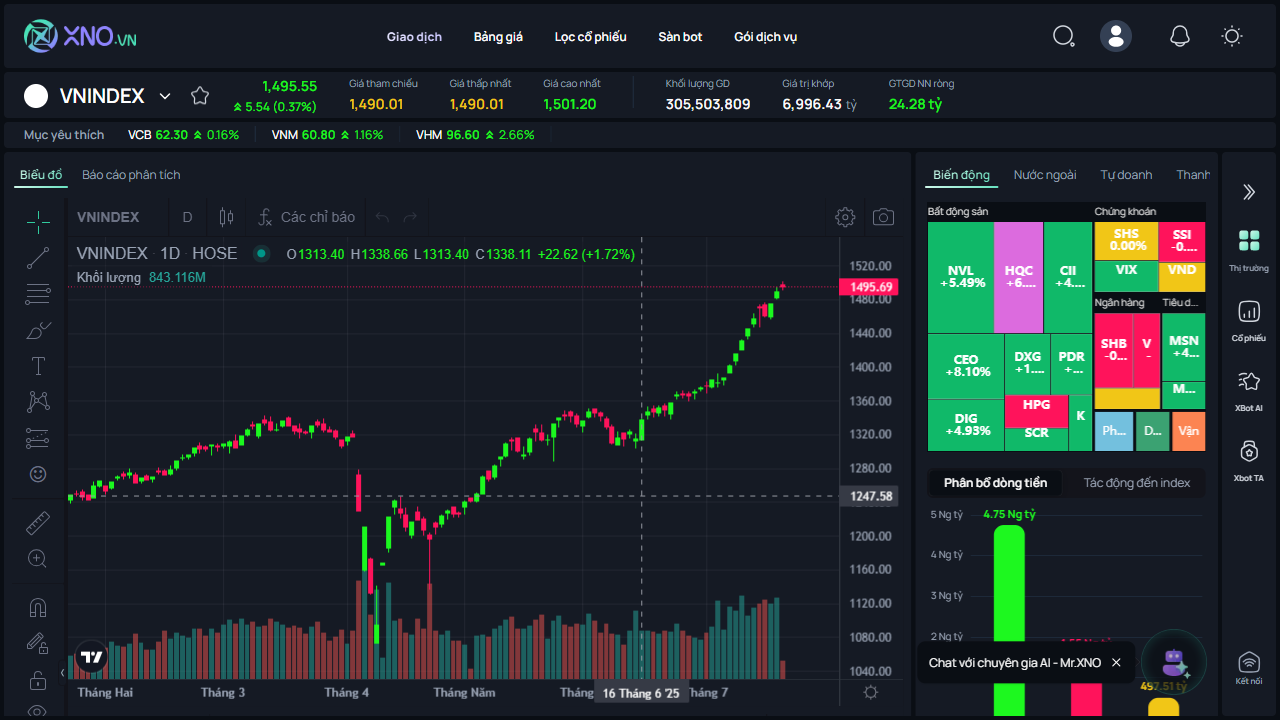 XNO.VN
Giao dịch
Bảng giá
Lọc cổ phiếu
Sàn bot
Gói dịch vụ
VNINDEX
1,495.55
5.54 (0.37%)
Giá tham chiếu
1,490.01
Giá thấp nhất
1,490.01
Giá cao nhất
1,501.20
Khối lượng GD
305,503,809
Giá trị khớp
6,996.43 tỷ
GTGD NN ròng
24.28 tỷ
Mục yêu thích
VCB 62.30 0.16%
VNM 60.80 1.16%
VHM 96.60 2.66%
Biểu đồ
Báo cáo phân tích
VNINDEX
D
Các chỉ báo
VNINDEX · 1D · HOSE
O1313.40 H1338.66 L1313.40 C1338.11 +22.62 (+1.72%)
Khối lượng 843.116M
1520.00
1495.69
1480.00
1440.00
1400.00
1360.00
1320.00
1280.00
1247.58
1200.00
1160.00
1120.00
1080.00
1040.00
Tháng Hai
Tháng 3
Tháng 4
Tháng Năm
Tháng
16 Tháng 6 '25
Tháng 7
Biến động
Nước ngoài
Tự doanh
Thanh
Bất động sản
NVL
+5.49%
HQC
+6....
CII
+4....
CEO
+8.10%
DXG
+1....
PDR
+...
DIG
+4.93%
HPG
SCR
K
Chứng khoán
SHS
0.00%
SSI
-0....
VIX
VND
Ngân hàng
Tiêu d...
SHB
-0...
V
-
MSN
+4...
M...
Ph...
D...
Vận
Phân bổ dòng tiền
Tác động đến index
5 Ng tỷ
4.75 Ng tỷ
4 Ng tỷ
3 Ng tỷ
2 Ng tỷ
Chat với chuyên gia AI - Mr.XNO
Thị trường
Cổ phiếu
XBot AI
Xbot TA
Kết nối